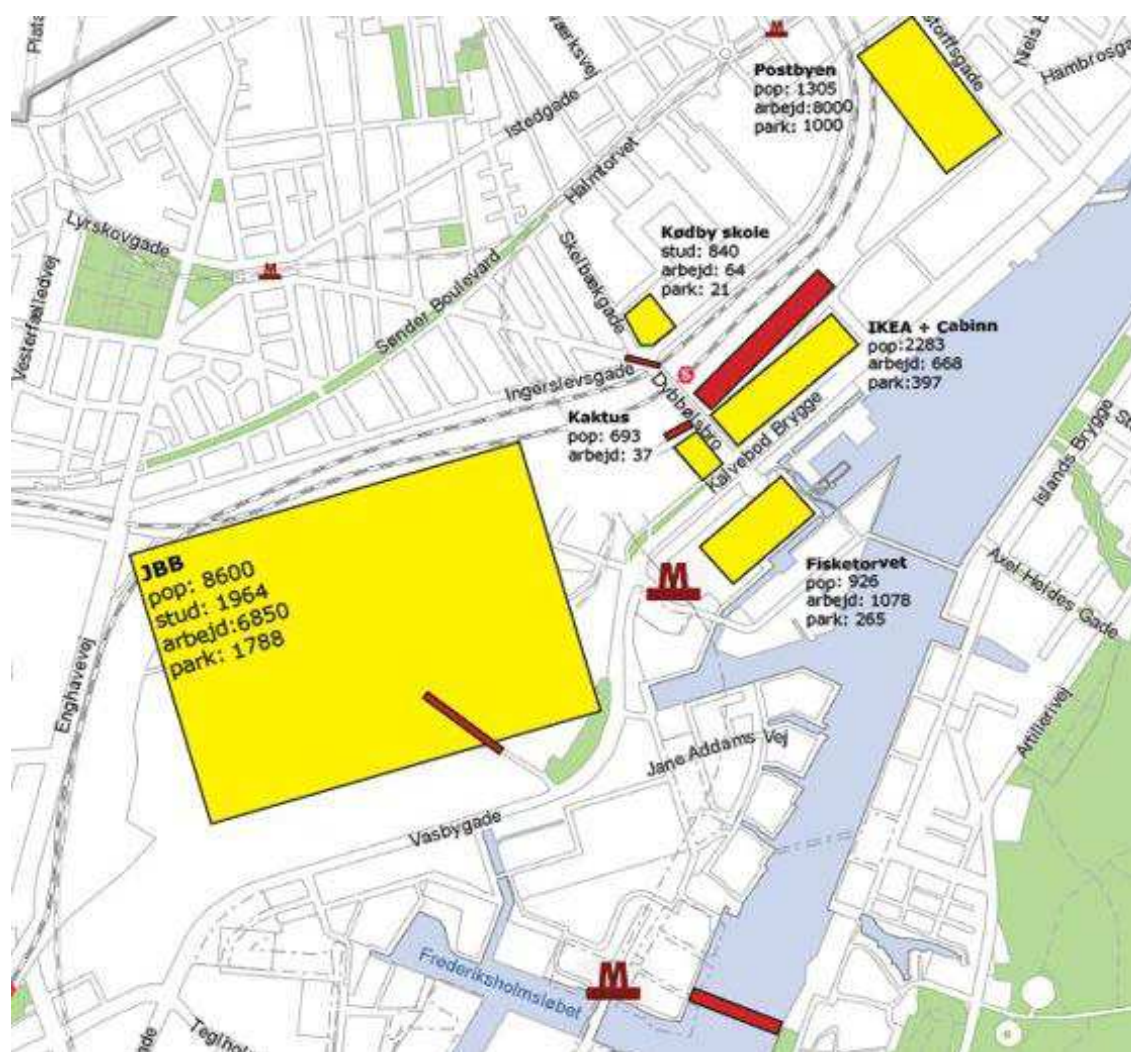 Istedgade
Halmtorvet
Hambrosga
Postbyen
pop: 1305
arbejd:8000
park: 1000
Lyrskovgade
Vesterfælledvej
Sønder Boulevard
Skelbækgade
Kødby skole
stud: 840
arbejd: 64
park: 21
Ingerslevsgade
S
Dybbølsbro
IKEA + Cabinn
pop:2283
arbejd: 668
park:397
Kaktus
pop: 693
arbejd: 37
Kalvebod Brygge
Islands Brygge
JBB
pop: 8600
stud: 1964
arbejd:6850
park: 1788
M
Fisketorvet
pop: 926
arbejd: 1078
park: 265
Axel Heides Gade
Enghavevej
Artillerivej
Jane Addams Vej
Vasbygade
Frederiksholmsløbet
M
Teglhol